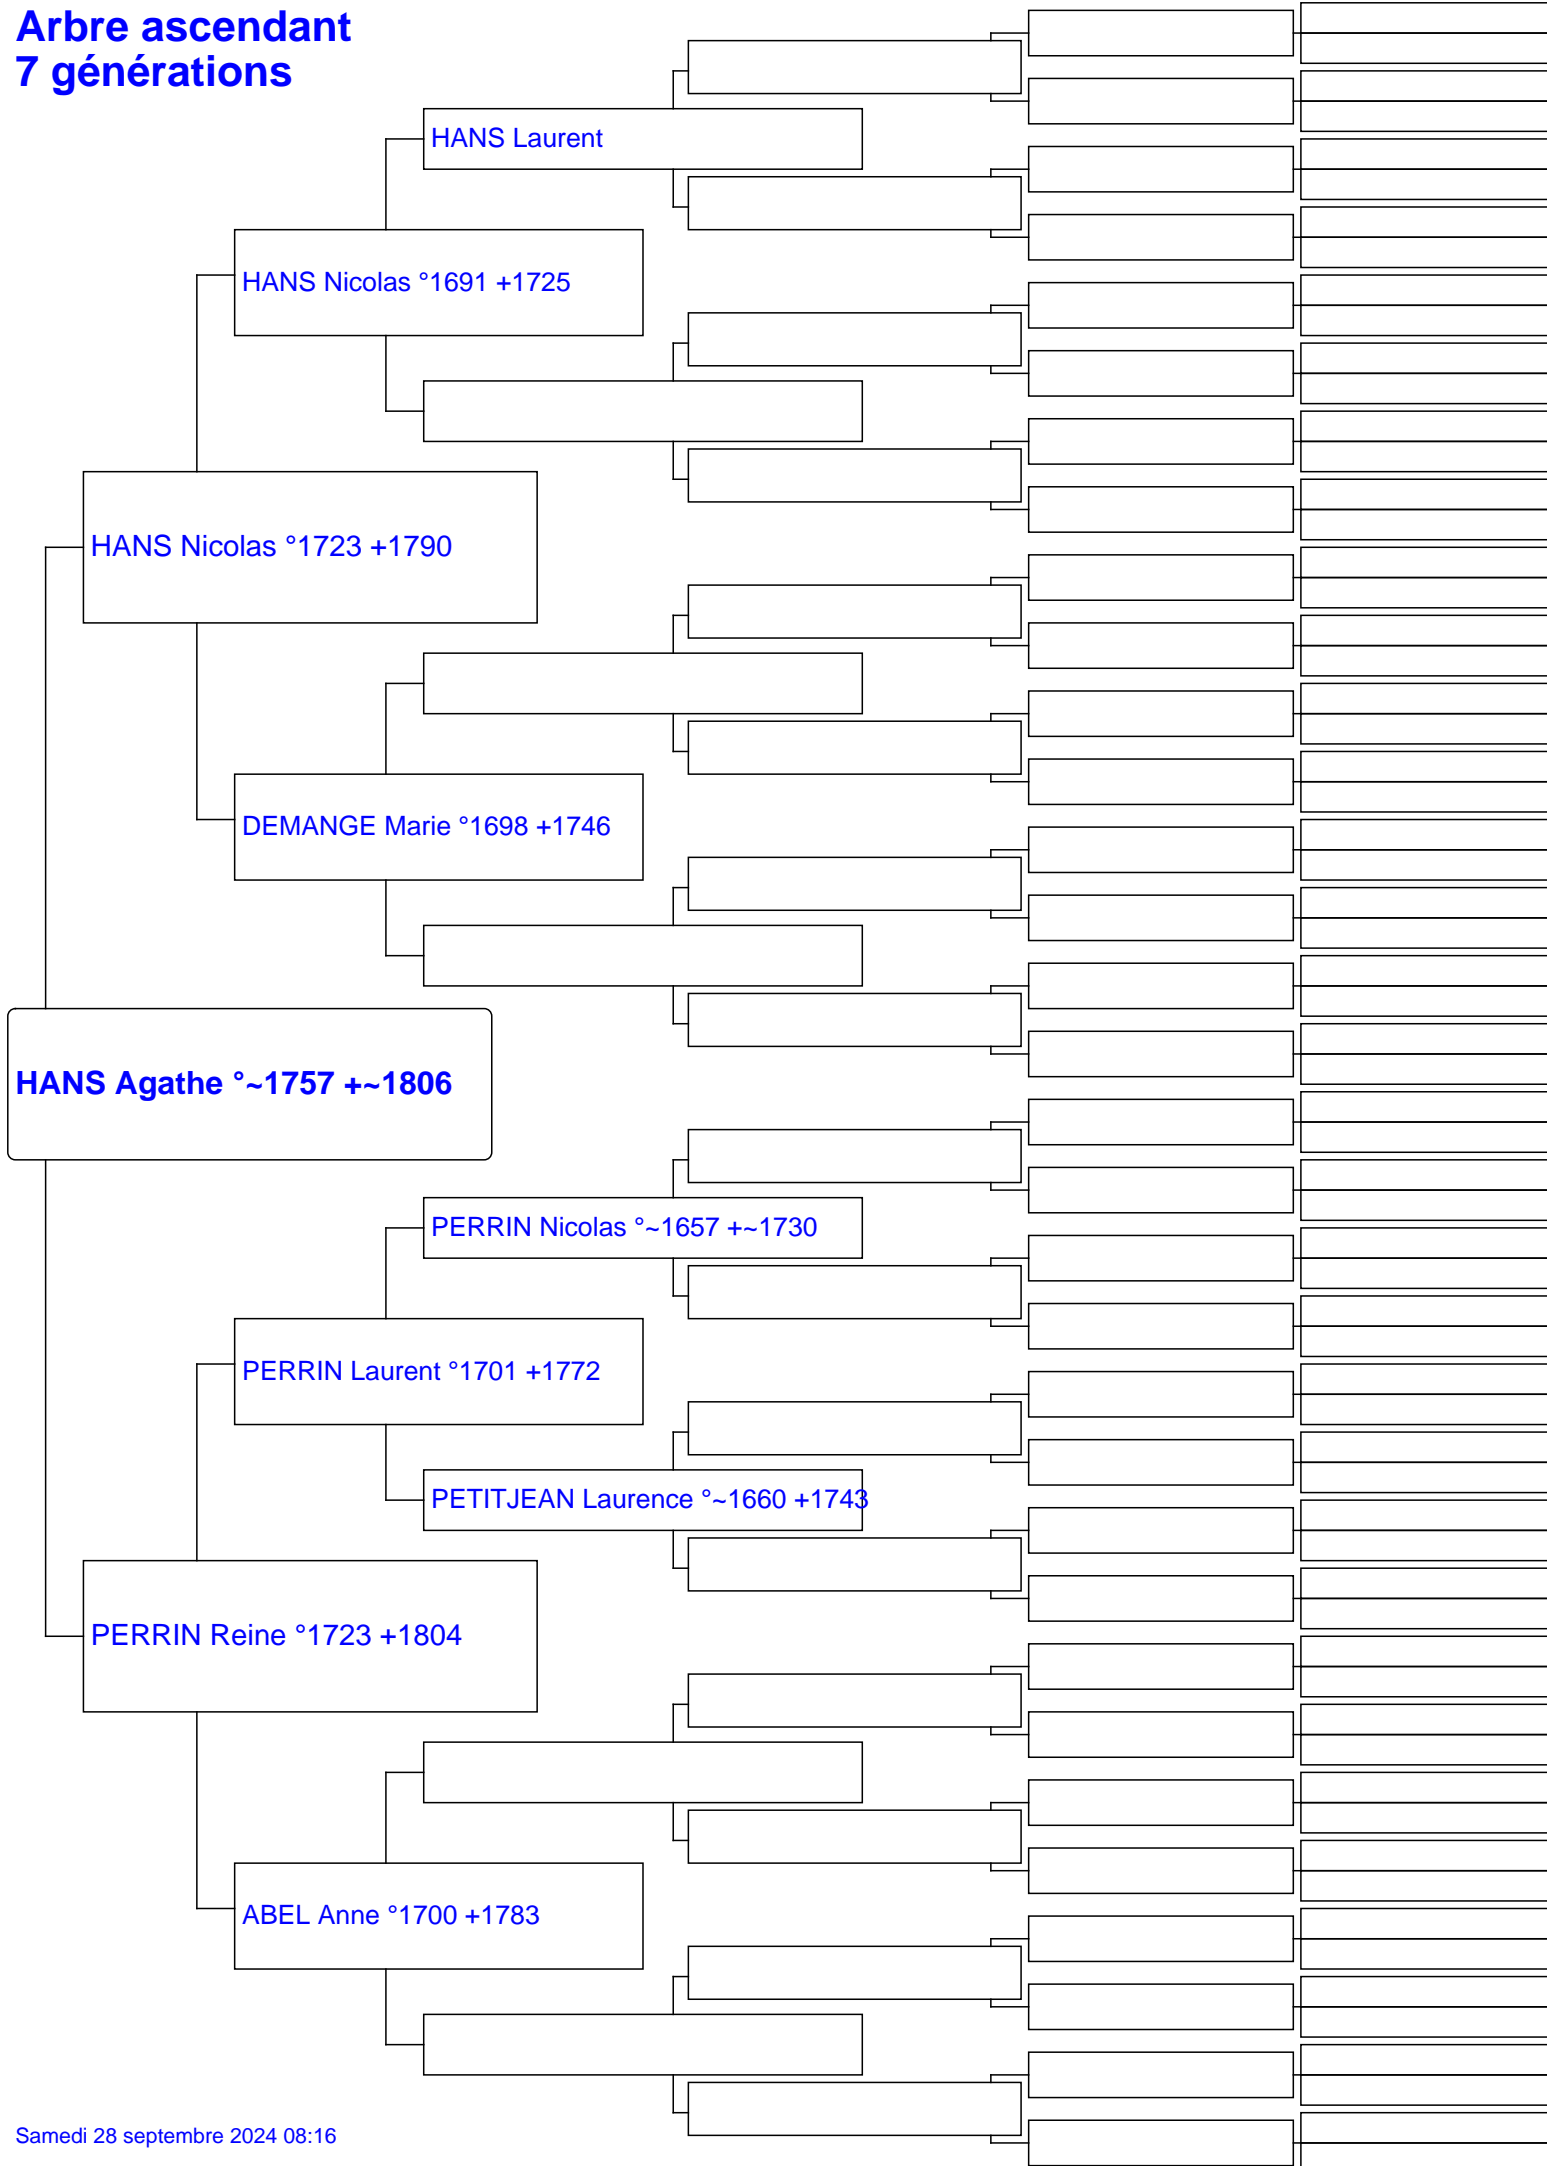 Arbre ascendant
7 générations
HANS Laurent
HANS Nicolas °1691 +1725
HANS Nicolas °1723 +1790
DEMANGE Marie °1698 +1746
HANS Agathe °~1757 +~1806
PERRIN Nicolas °~1657 +~1730
PERRIN Laurent °1701 +1772
PETITJEAN Laurence °~1660 +1743
PERRIN Reine °1723 +1804
ABEL Anne °1700 +1783
Samedi 28 septembre 2024 08:16